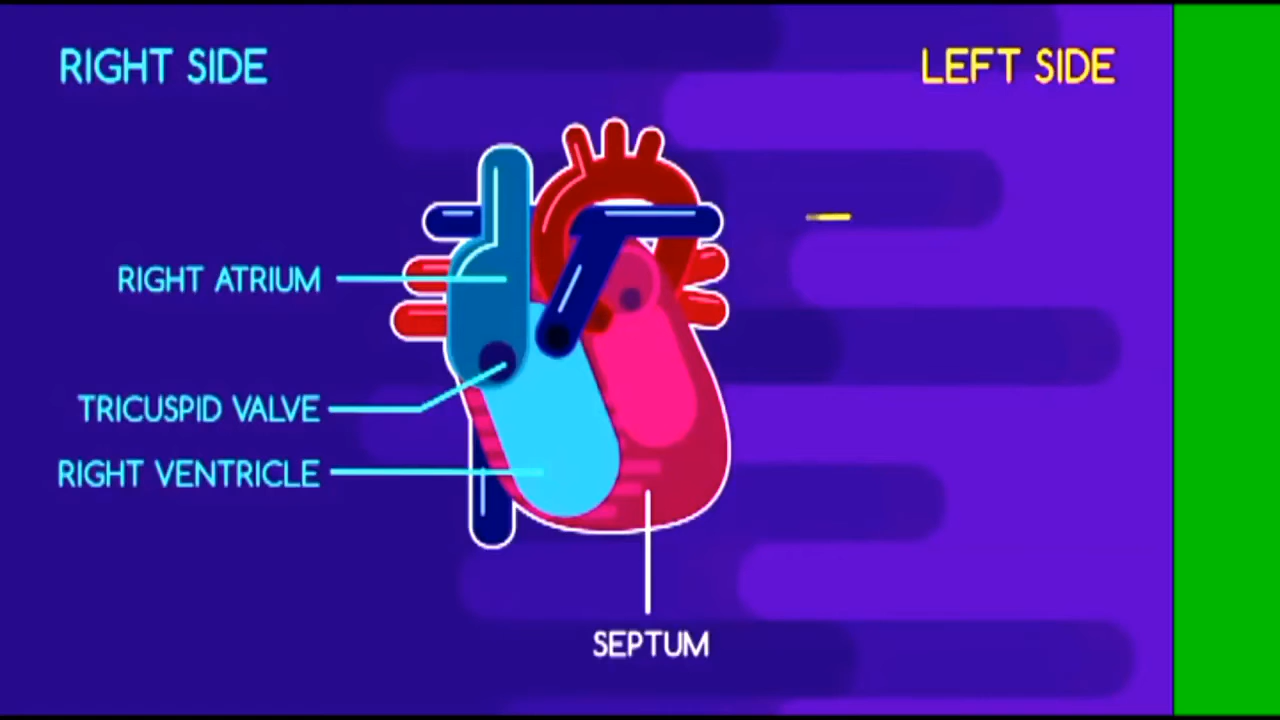 RIGHT SIDE
LEFT SIDE
RIGHT ATRIUM
TRICUSPID VALVE
RIGHT VENTRICLE
SEPTUM